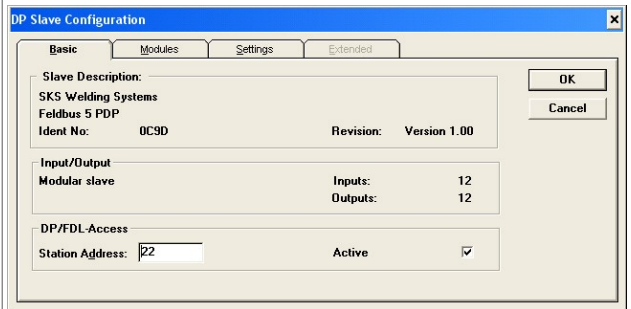 DP Slave Configuration
Basic Modules Settings Extended
Slave Description:
SKS Welding Systems
Feldbus 5 PDP
Ident No: 0C9D Revision: Version 1.00
OK
Cancel
Input/Output
Modular slave Inputs: 12
Outputs: 12
DP/FDL-Access
Station Address: 22 Active